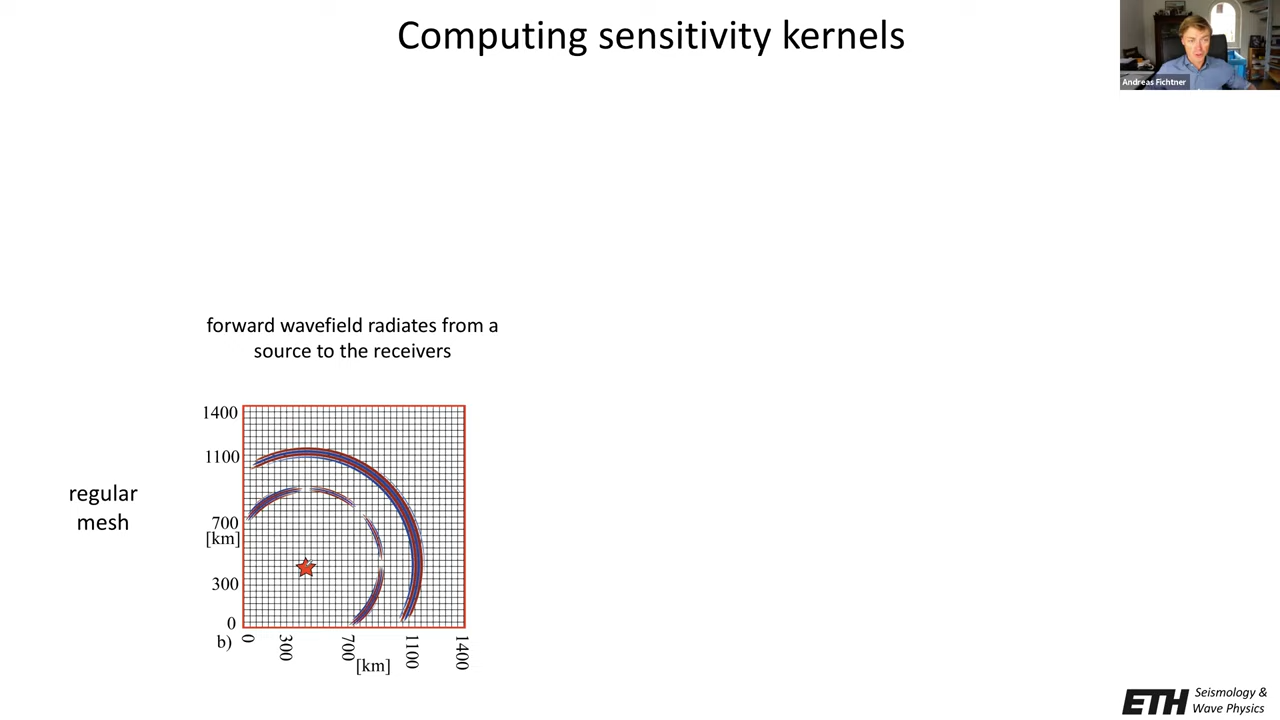 Computing sensitivity kernels
Andreas Fichtner
forward wavefield radiates from a
source to the receivers
1400
1100
700
[km]
300
0
regular
mesh
b)
0
300
700
1100
1400
[km]
ETH
Seismology &
Wave Physics